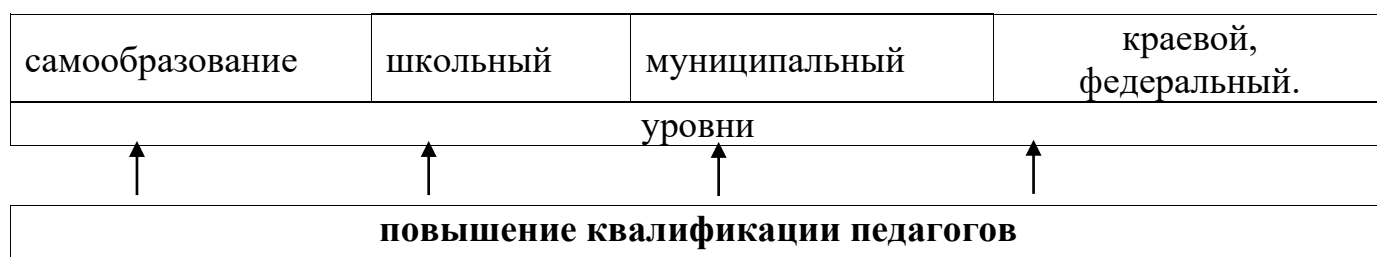 самообразование
школьный
муниципальный
краевой,
федеральный.
уровни
повышение квалификации педагогов